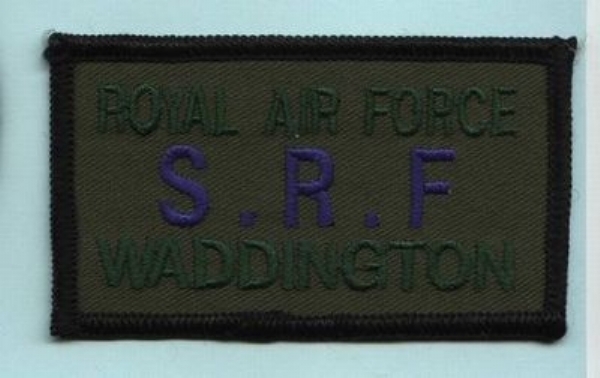 ROYAL AIR FORCE
S.R.F
WADDINGTON